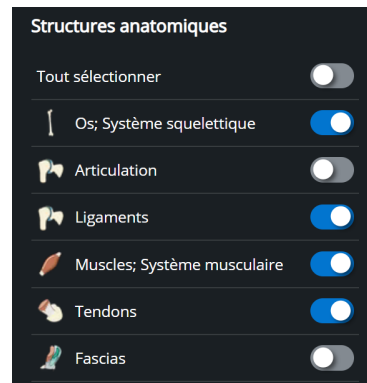 Structures anatomiques
Tout sélectionner
Os; Système squelettique
Articulation
Ligaments
Muscles; Système musculaire
Tendons
Fascias